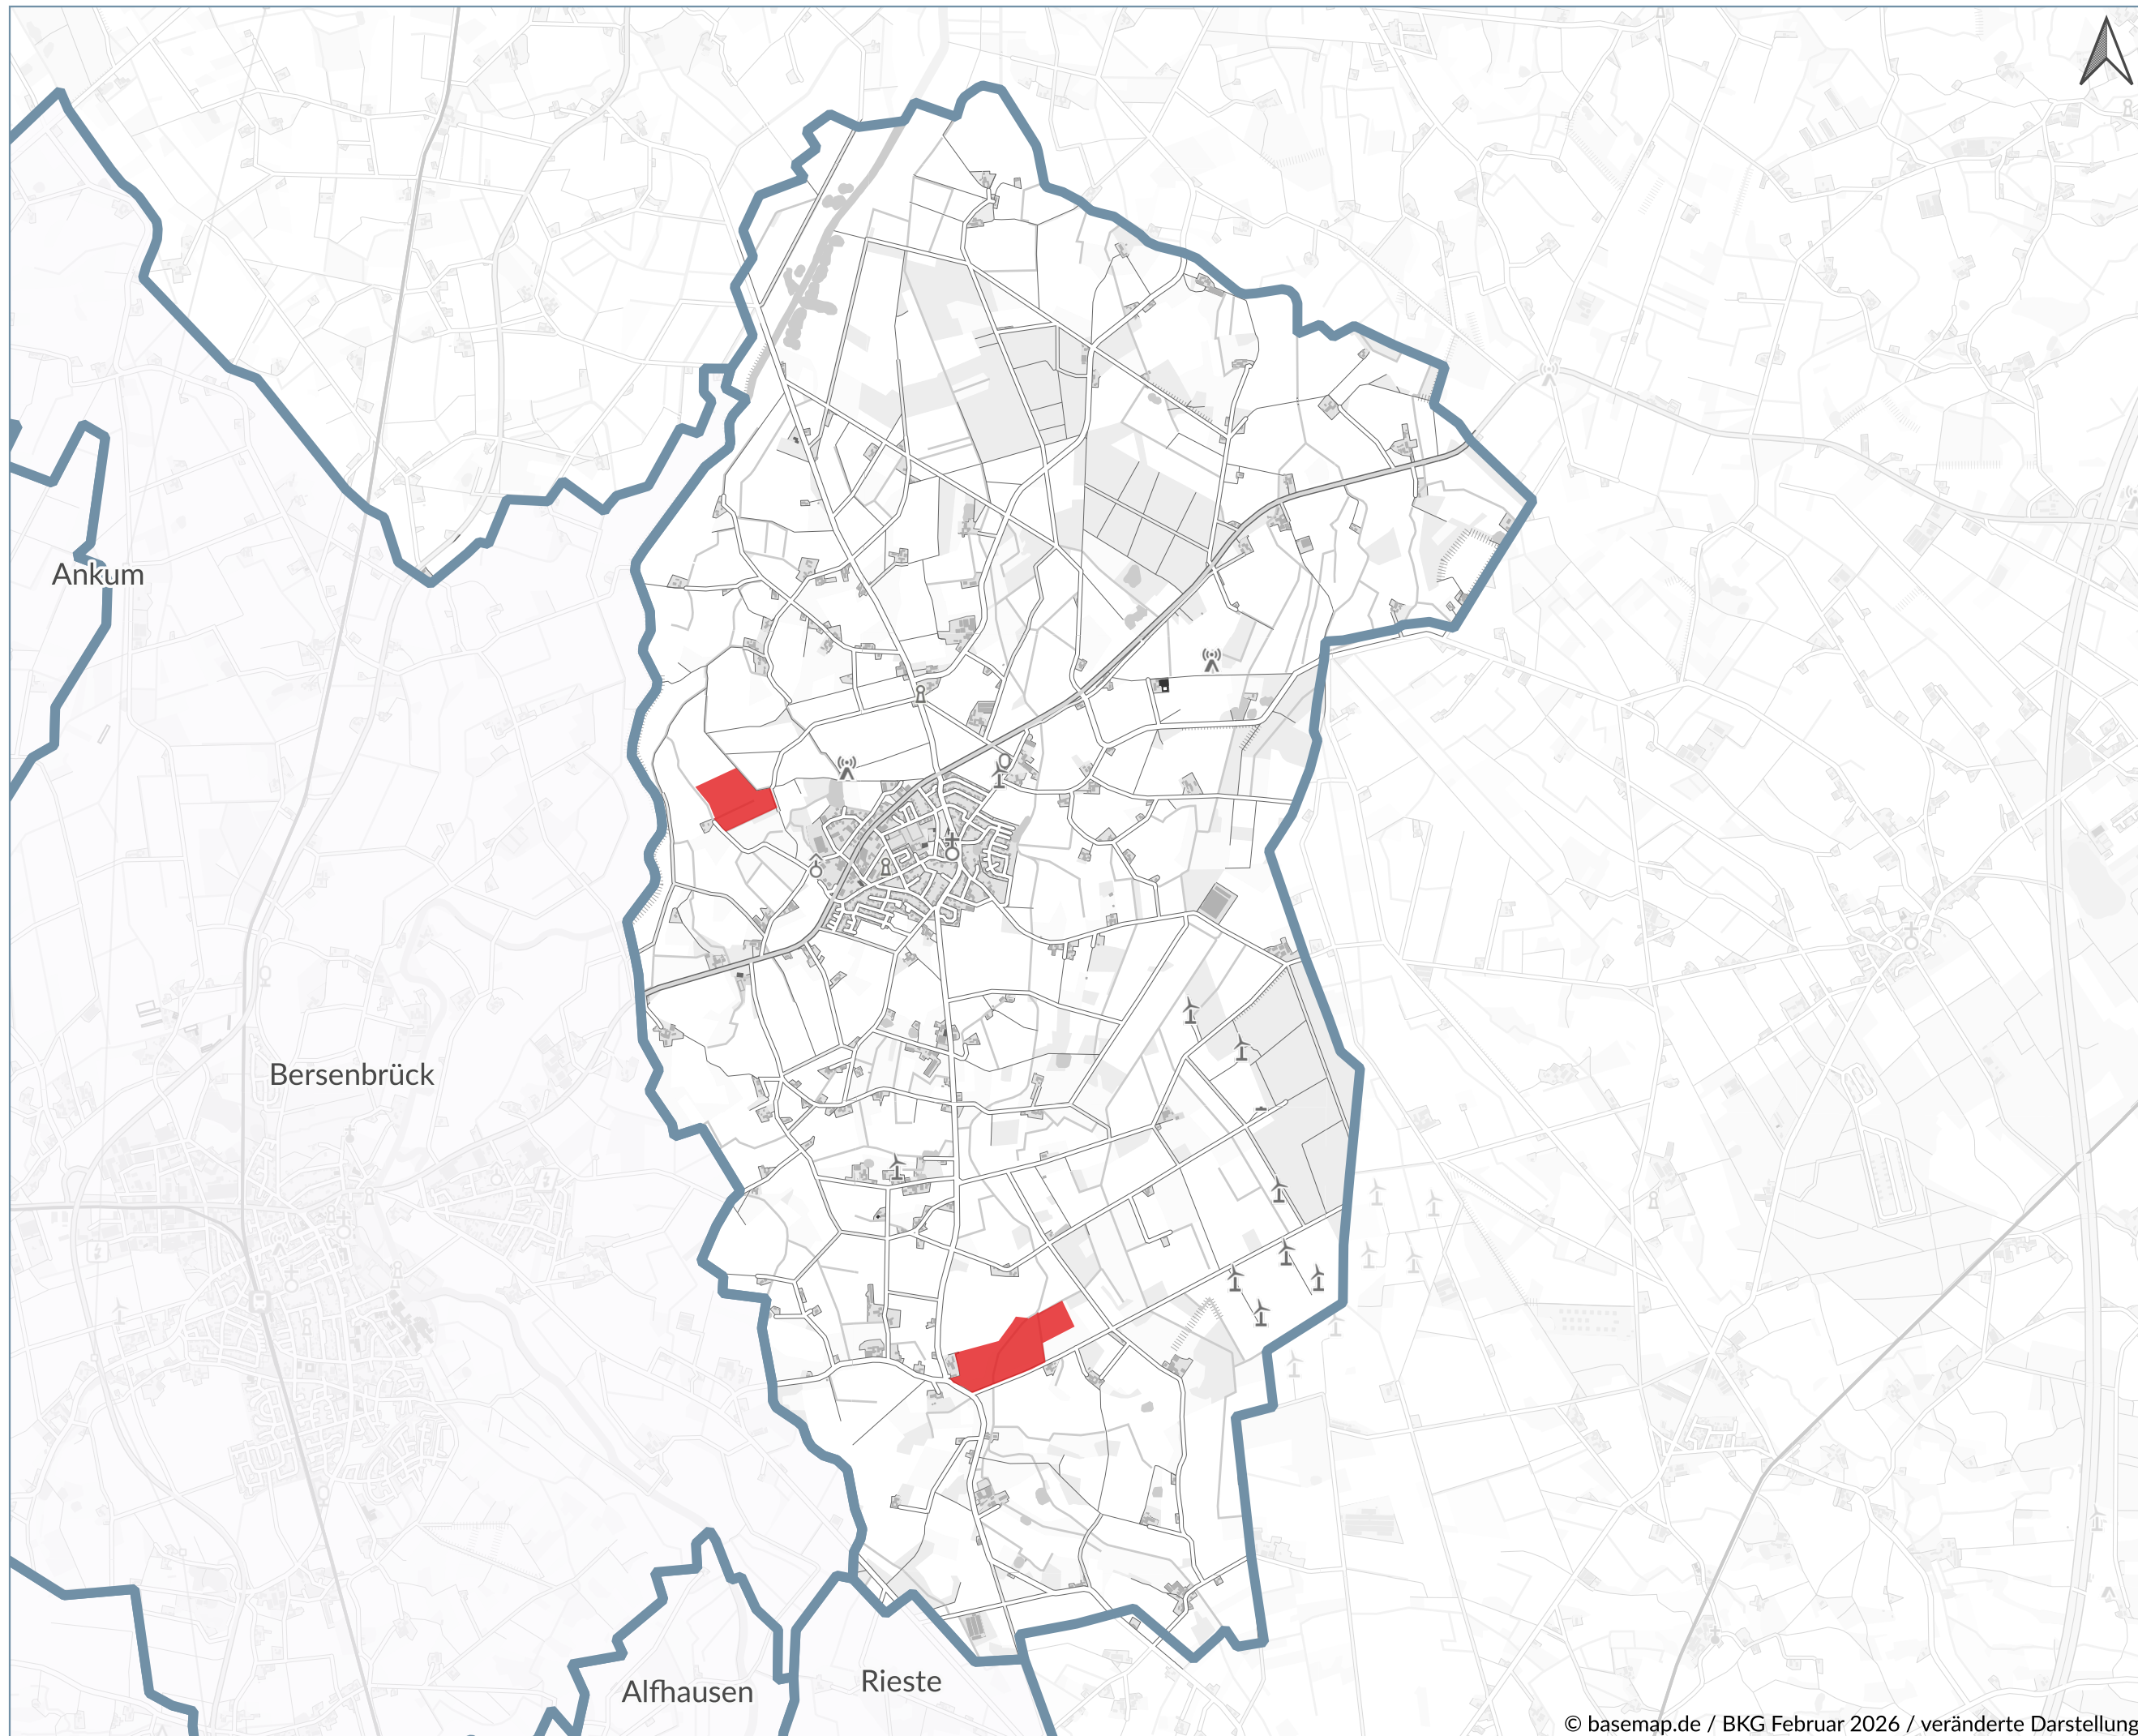 Ankum
Bersenbrück
Alfhausen
Rieste
© basemap.de / BKG Februar 2026 / veränderte Darstellung